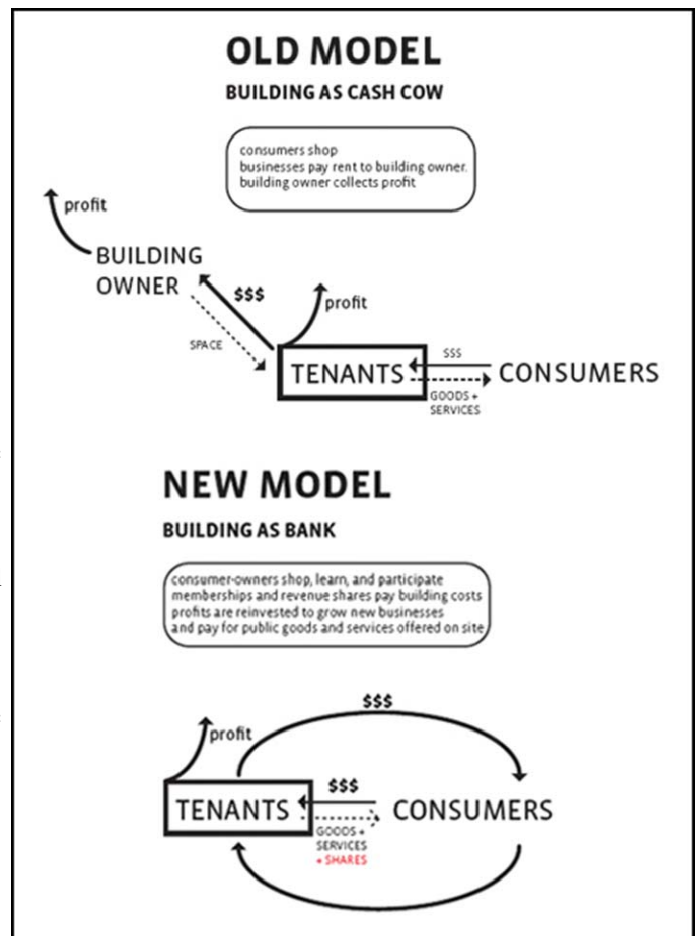 OLD MODEL
BUILDING AS CASH COW
consumers shop
businesses pay rent to building owner.
building owner collects profit
profit
BUILDING
OWNER
$$$
profit
SPACE
$$$
TENANTS
CONSUMERS
GOODS +
SERVICES
NEW MODEL
BUILDING AS BANK
consumer-owners shop, learn, and participate
memberships and revenue shares pay building costs
profits are reinvested to grow new businesses
and pay for public goods and services offered on site
$$$
profit
$$$
TENANTS
CONSUMERS
GOODS +
SERVICES
+ SHARES